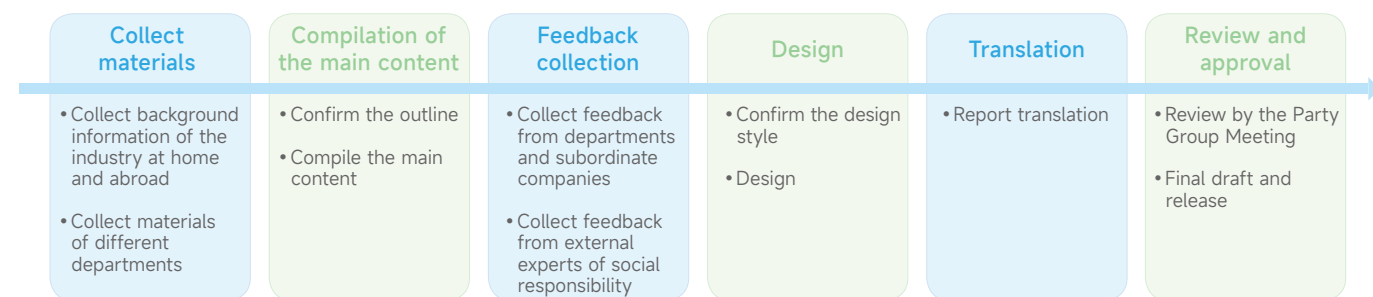 Collect
materials
• Collect background
information of the
industry at home
and abroad
• Collect materials
of different
departments
Compilation of
the main content
• Confirm the outline
• Compile the main
content
Feedback
collection
• Collect feedback
from departments
and subordinate
companies
• Collect feedback
from external
experts of social
responsibility
Design
• Confirm the design
style
• Design
Translation
• Report translation
Review and
approval
• Review by the Party
Group Meeting
• Final draft and
release